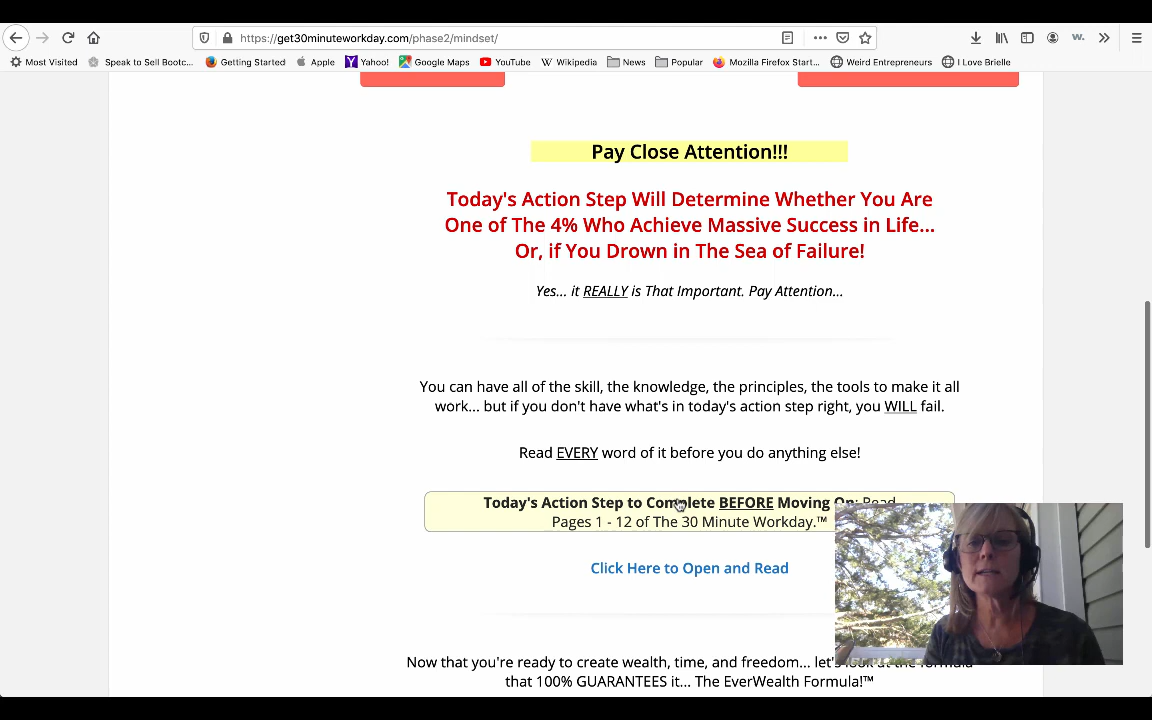 https://get30minuteworkday.com/phase2/mindset/
w.
Most Visited Speak to Sell Bootc... Getting Started Apple Yahoo! Google Maps YouTube Wikipedia News Popular Mozilla Firefox Start... Weird Entrepreneurs I Love Brielle
Pay Close Attention!!!
Today's Action Step Will Determine Whether You Are
One of The 4% Who Achieve Massive Success in Life...
Or, if You Drown in The Sea of Failure!
Yes... it REALLY is That Important. Pay Attention...
You can have all of the skill, the knowledge, the principles, the tools to make it all
work... but if you don't have what's in today's action step right, you WILL fail.
Read EVERY word of it before you do anything else!
Today's Action Step to Complete BEFORE Moving On: Read
Pages 1 - 12 of The 30 Minute Workday.™
Click Here to Open and Read
Now that you're ready to create wealth, time, and freedom... let's look at the formula
that 100% GUARANTEES it... The EverWealth Formula!™